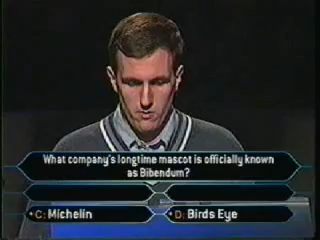 What company's longtime mascot is officially known
as Bibendum?
C: Michelin
D: Birds Eye